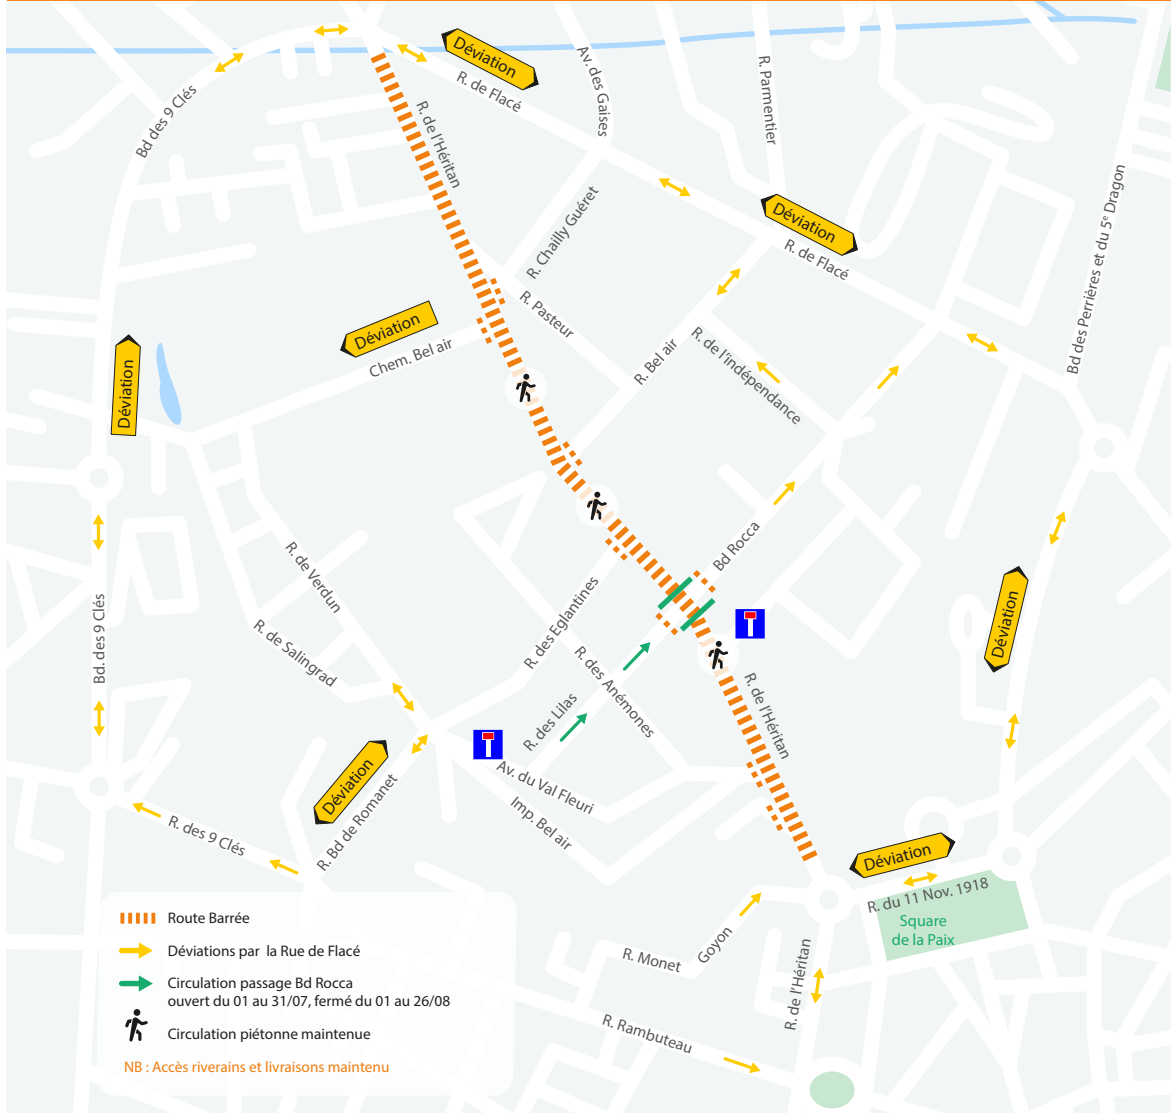 Déviation
Bd des 9 Clés
R. de Flacé
Av. des Gaises
R. Parmentier
R. de l'Héritan
Déviation
R. Chailly Guéret
R. de Flacé
Bd des Perrières et du 5e Dragon
R. Pasteur
Déviation
Chem. Bel air
R. Bel air
R. de l'indépendance
Déviation
Bd Rocca
R. de Verdun
R. des Eglantines
Bd. des 9 Clés
R. de Salingrad
R. des Anémones
Déviation
R. de l'Héritan
R. des Lilas
Déviation
Av. du Val Fleuri
Imp. Bel air
R. des 9 Clés
R. Bd de Romanet
Déviation
R. du 11 Nov. 1918
Square
de la Paix
R. Monet
Goyon
R. de l'Héritan
R. Rambuteau
Route Barrée
Déviations par la Rue de Flacé
Circulation passage Bd Rocca
ouvert du 01 au 31/07, fermé du 01 au 26/08
Circulation piétonne maintenue
NB : Accès riverains et livraisons maintenu